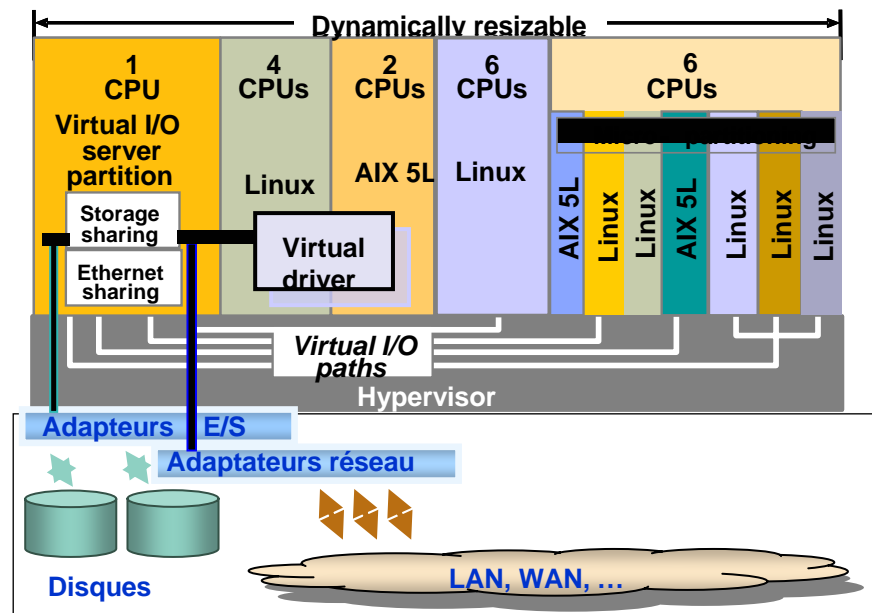 Dynamically resizable
1
CPU
4
CPUs
2
CPUs
6
CPUs
6
CPUs
Virtual I/O
server
partition
Storage
sharing
Ethernet
sharing
Linux
AIX 5L
Linux
Virtual
driver
AIX 5L
Linux
Linux
AIX 5L
Linux
Linux
Linux
Virtual I/O
paths
Hypervisor
Adapteurs E/S
Adaptateurs réseau
Disques
LAN, WAN, …